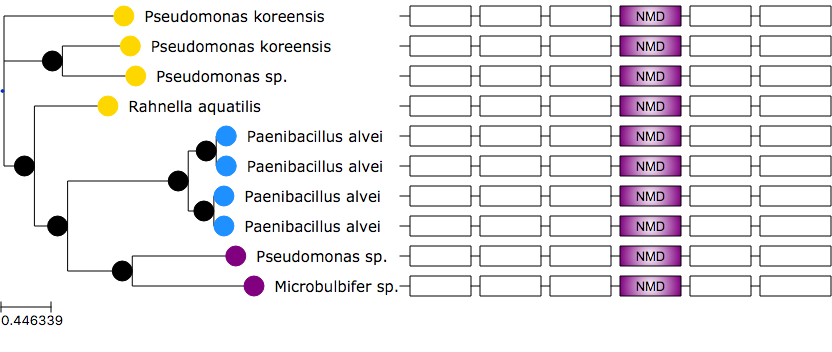 Pseudomonas koreensis NMD
Pseudomonas koreensis NMD
Pseudomonas sp. NMD
Rahnella aquatilis NMD
Paenibacillus alvei NMD
Paenibacillus alvei NMD
Paenibacillus alvei NMD
Paenibacillus alvei NMD
Pseudomonas sp. NMD
Microbulbifer sp. NMD
0.446339